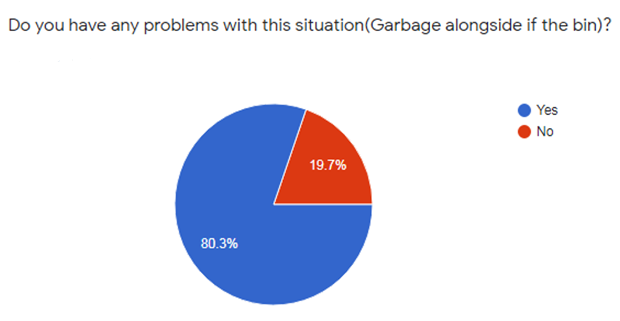 Do you have any problems with this situation(Garbage alongside if the bin)?
Yes
No
19.7%
80.3%